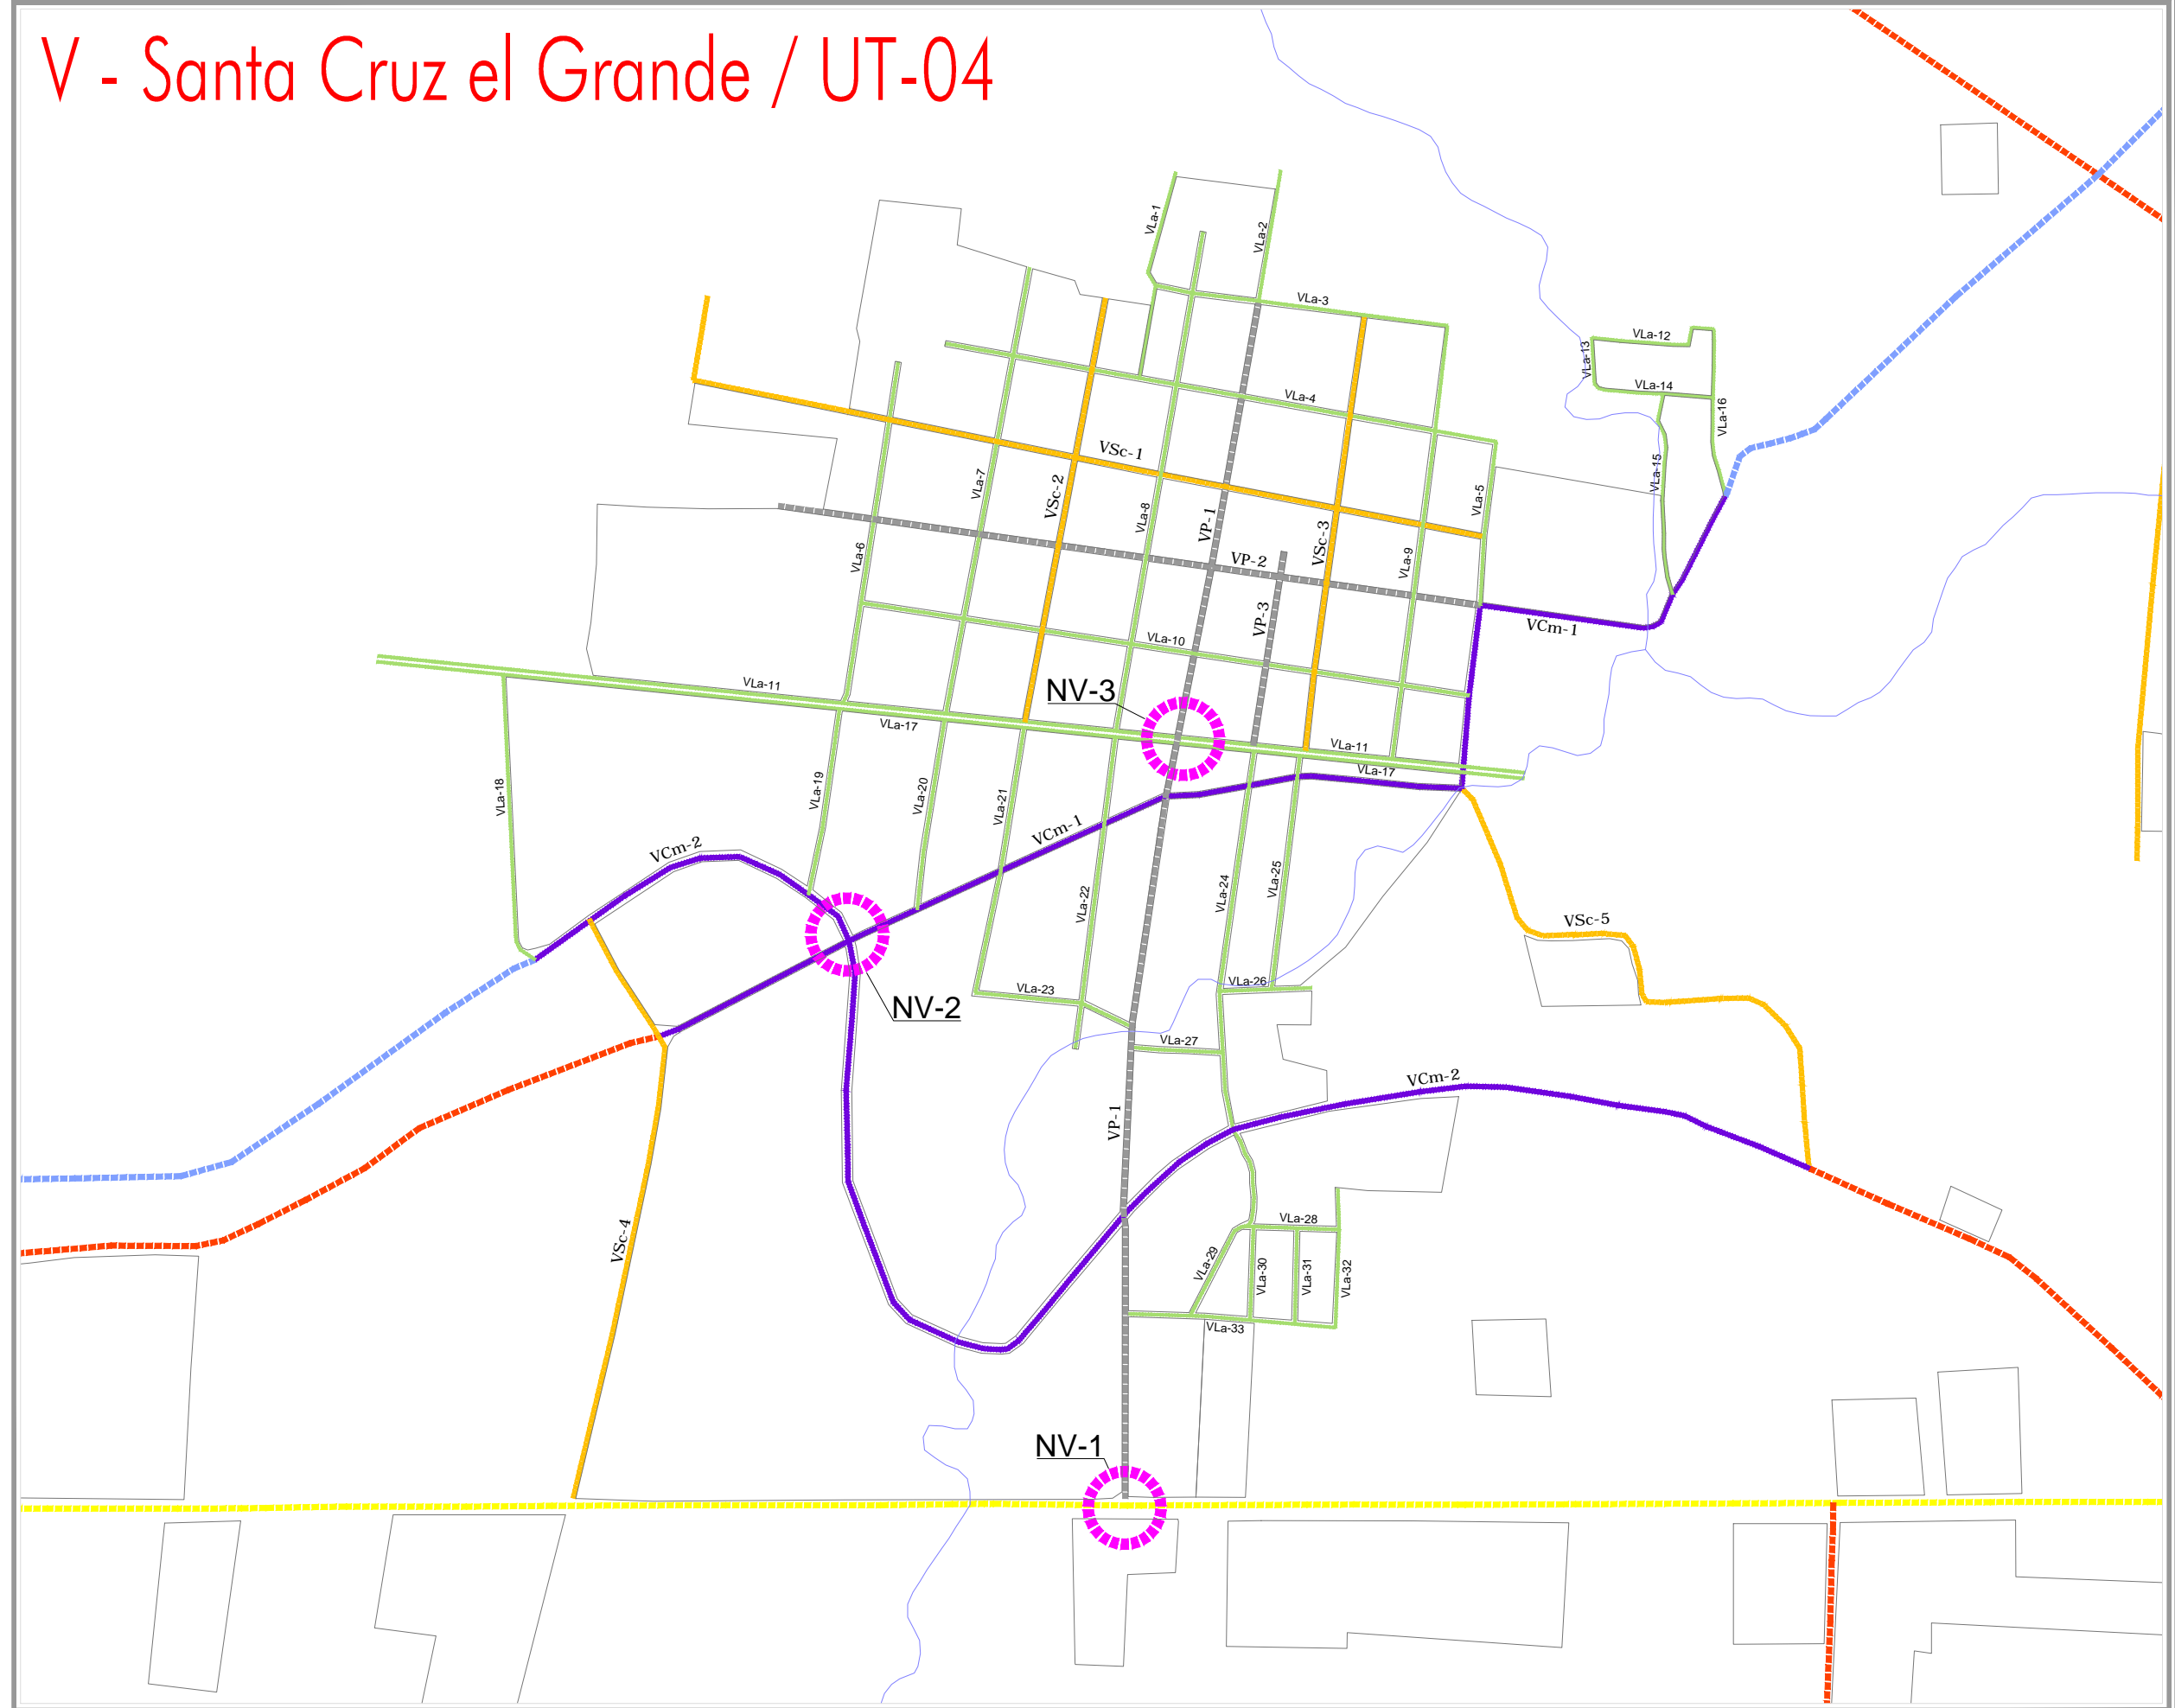 V - Santa Cruz el Grande / UT-04
VLa-1
VLa-2
VLa-3
VLa-12
VLa-13
VLa-14
VLa-4
VLa-16
VSc-1
VLa-15
VLa-7
VSc-2
VLa-5
VLa-8
VP-1
VSc-3
VLa-6
VP-2
VLa-9
VP-3
VCm-1
VLa-10
VLa-11
NV-3
VLa-17
VLa-11
VLa-17
VLa-18
VLa-19
VLa-20
VLa-21
VCm-1
VCm-2
VLa-22
VLa-24
VLa-25
VSc-5
VLa-26
VLa-23
NV-2
VLa-27
VCm-2
VP-1
VSc-4
VLa-28
VLa-29
VLa-30
VLa-31
VLa-32
VLa-33
NV-1